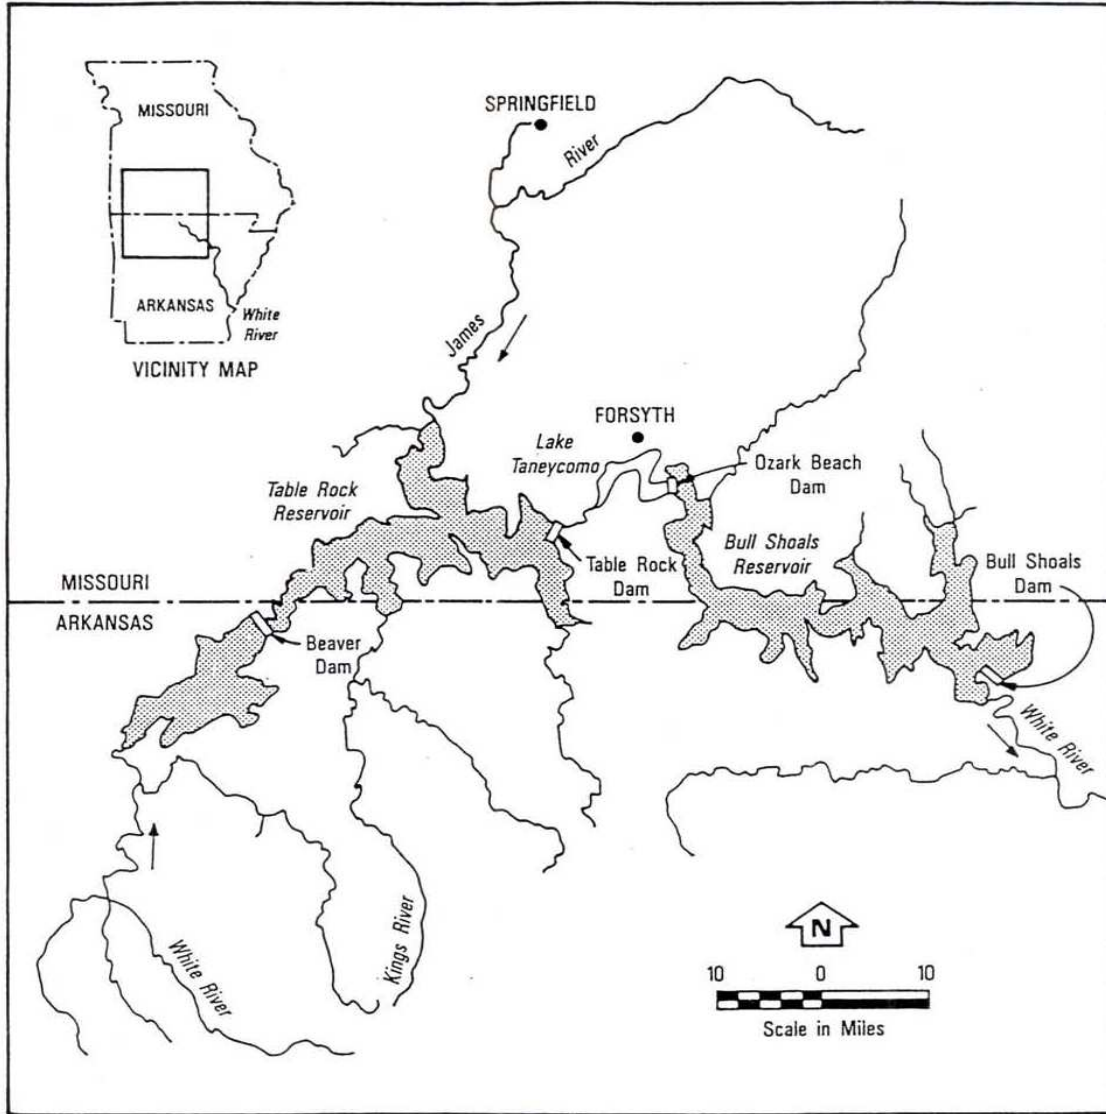 MISSOURI
ARKANSAS
White
River
VICINITY MAP
SPRINGFIELD
River
James
FORSYTH
Lake
Taneycomo
Ozark Beach
Dam
Table Rock
Reservoir
Table Rock
Dam
Bull Shoals
Reservoir
Bull Shoals
Dam
MISSOURI
ARKANSAS
Beaver
Dam
White River
White River
Kings River
N
10 0 10
Scale in Miles